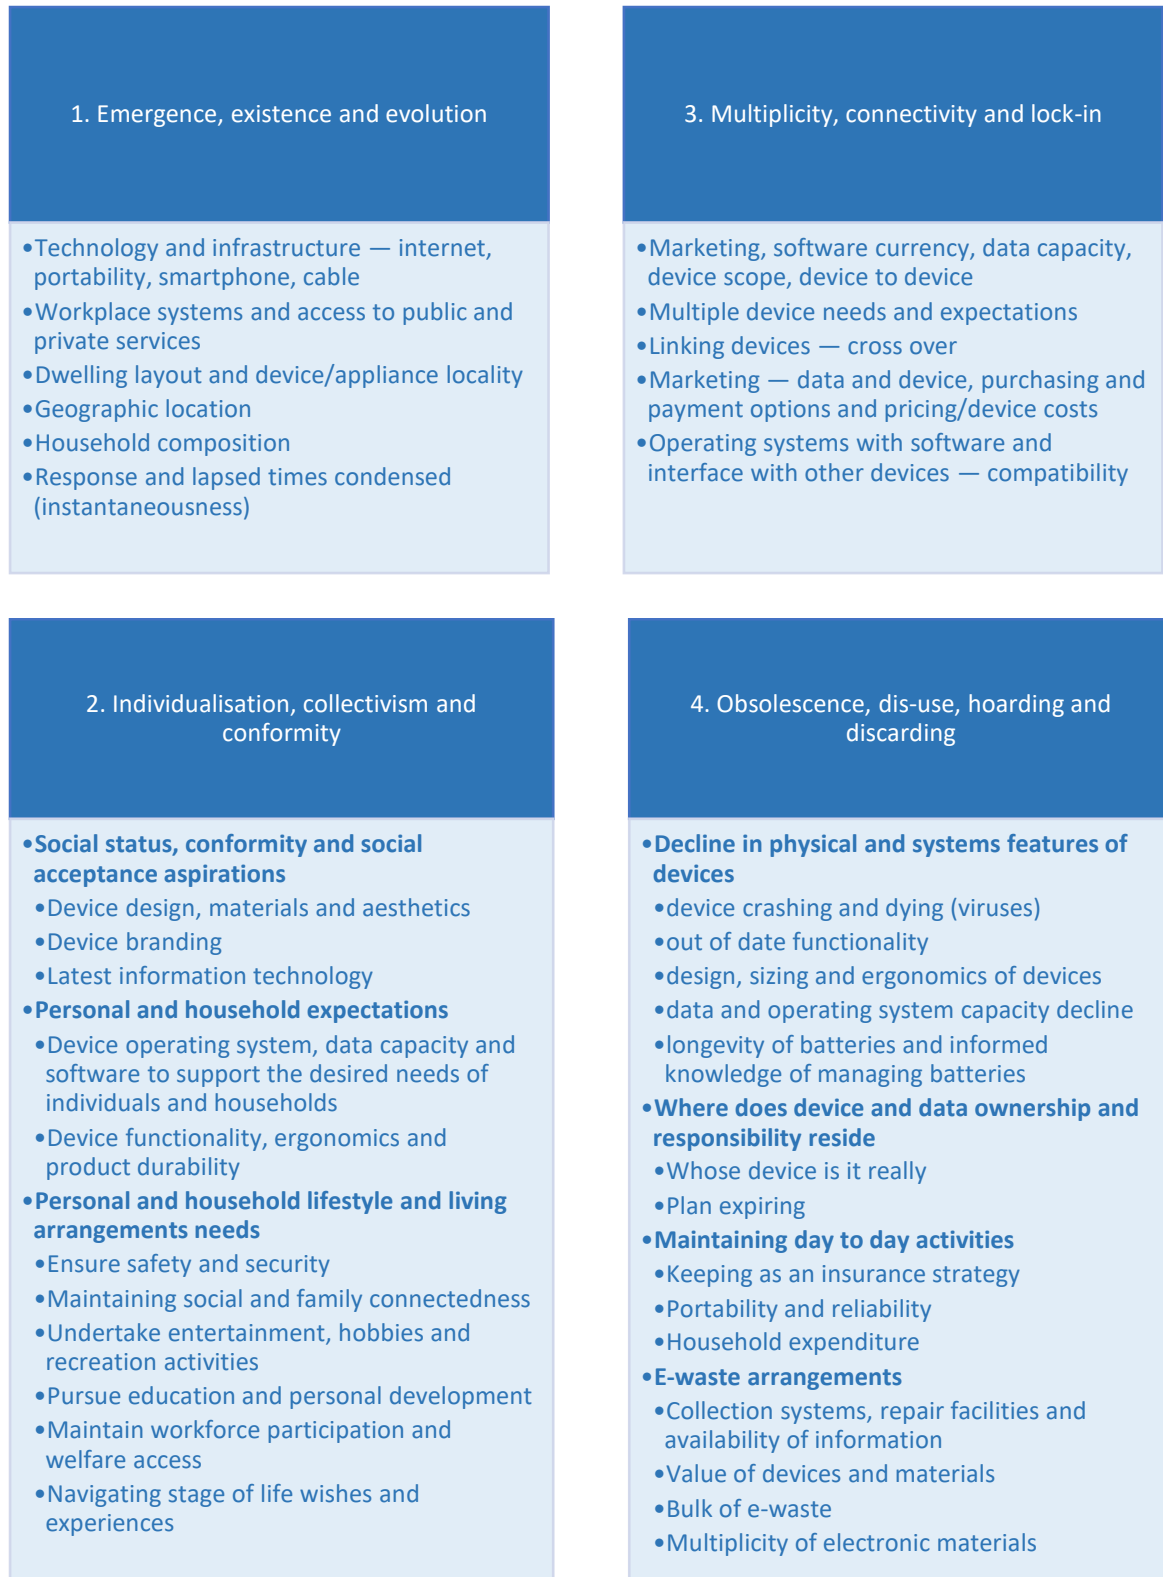 1. Emergence, existence and evolution
•Technology and infrastructure — internet,
portability, smartphone, cable
•Workplace systems and access to public and
private services
•Dwelling layout and device/appliance locality
•Geographic location
•Household composition
•Response and lapsed times condensed
(instantaneousness)
3. Multiplicity, connectivity and lock-in
•Marketing, software currency, data capacity,
device scope, device to device
•Multiple device needs and expectations
•Linking devices — cross over
•Marketing — data and device, purchasing and
payment options and pricing/device costs
•Operating systems with software and
interface with other devices — compatibility
2. Individualisation, collectivism and
conformity
•Social status, conformity and social
acceptance aspirations
•Device design, materials and aesthetics
•Device branding
•Latest information technology
•Personal and household expectations
•Device operating system, data capacity and
software to support the desired needs of
individuals and households
•Device functionality, ergonomics and
product durability
•Personal and household lifestyle and living
arrangements needs
•Ensure safety and security
•Maintaining social and family connectedness
•Undertake entertainment, hobbies and
recreation activities
•Pursue education and personal development
•Maintain workforce participation and
welfare access
•Navigating stage of life wishes and
experiences
4. Obsolescence, dis-use, hoarding and
discarding
•Decline in physical and systems features of
devices
•device crashing and dying (viruses)
•out of date functionality
•design, sizing and ergonomics of devices
•data and operating system capacity decline
•longevity of batteries and informed
knowledge of managing batteries
•Where does device and data ownership and
responsibility reside
•Whose device is it really
•Plan expiring
•Maintaining day to day activities
•Keeping as an insurance strategy
•Portability and reliability
•Household expenditure
•E-waste arrangements
•Collection systems, repair facilities and
availability of information
•Value of devices and materials
•Bulk of e-waste
•Multiplicity of electronic materials